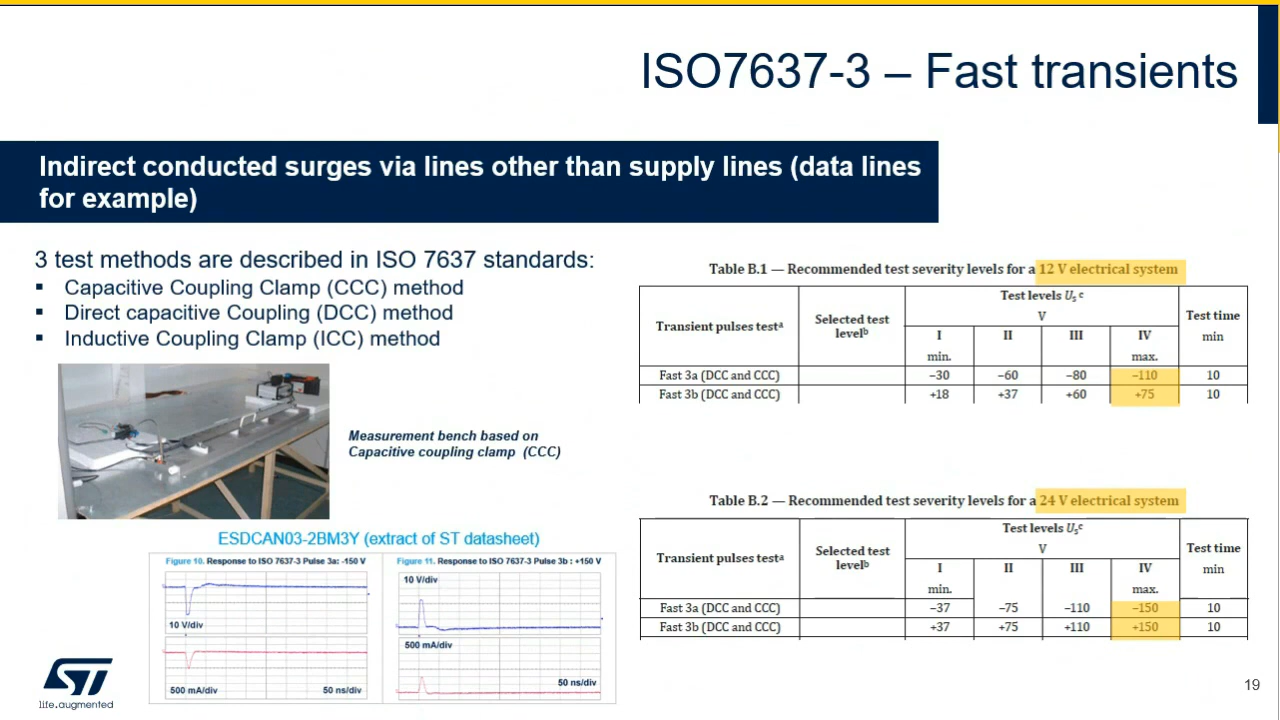 ISO7637-3 – Fast transients
Indirect conducted surges via lines other than supply lines (data lines
for example)
3 test methods are described in ISO 7637 standards:
▪ Capacitive Coupling Clamp (CCC) method
▪ Direct capacitive Coupling (DCC) method
▪ Inductive Coupling Clamp (ICC) method
Measurement bench based on
Capacitive coupling clamp (CCC)
ESDCAN03-2BM3Y (extract of ST datasheet)
Figure 10. Response to ISO 7637-3 Pulse 3a: -150 V
10 V/div
500 mA/div
50 ns/div
Figure 11. Response to ISO 7637-3 Pulse 3b : +150 V
10 V/div
500 mA/div
50 ns/div
Table B.1 — Recommended test severity levels for a 12 V electrical system
Transient pulses testᵃ
Selected test
levelᵇ
Test levels Uₛ ᶜ
V
Test time
min
I
min.
II
III
IV
max.
Fast 3a (DCC and CCC) −30 −60 −80 −110 10
Fast 3b (DCC and CCC) +18 +37 +60 +75 10
Table B.2 — Recommended test severity levels for a 24 V electrical system
Transient pulses testᵃ
Selected test
levelᵇ
Test levels Uₛᶜ
V
Test time
min
I
min.
II
III
IV
max.
Fast 3a (DCC and CCC) −37 −75 −110 −150 10
Fast 3b (DCC and CCC) +37 +75 +110 +150 10
ST
life.augmented
19